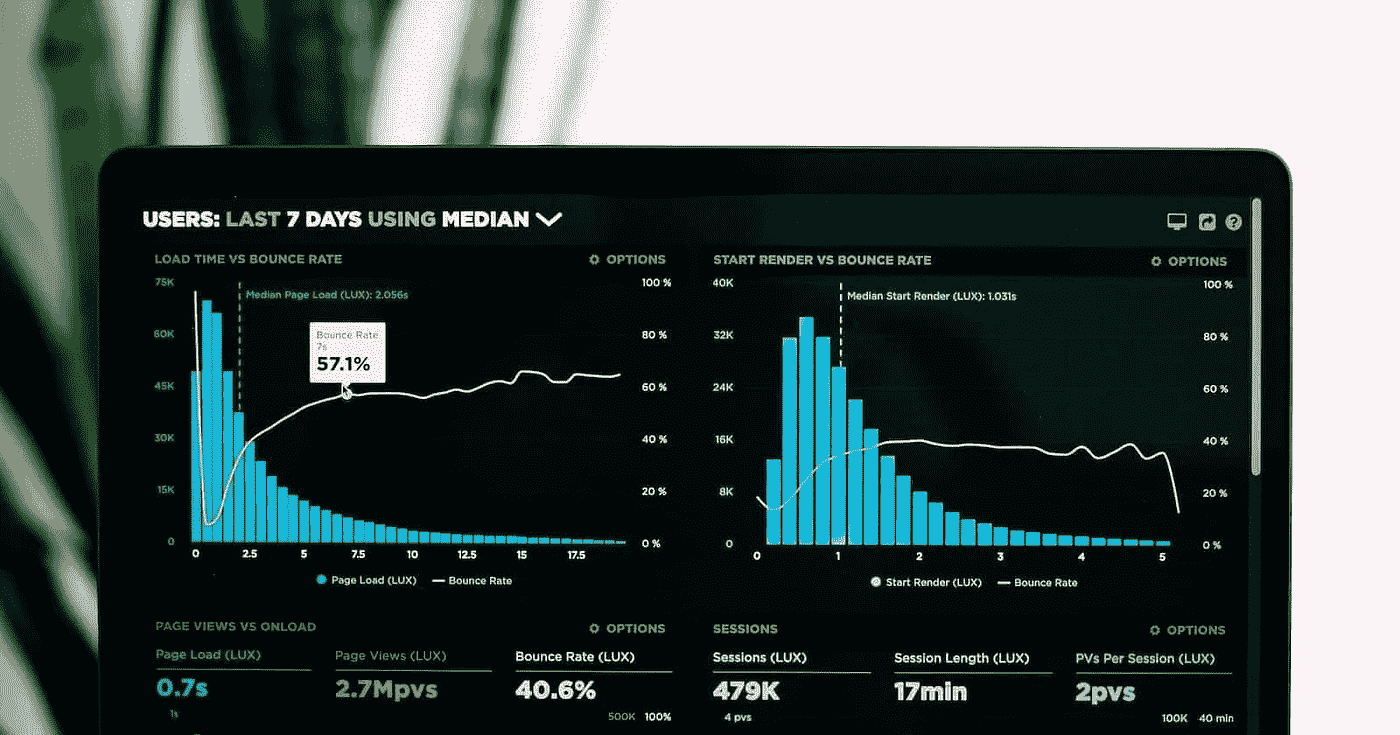 USERS: LAST 7 DAYS USING MEDIAN
LOAD TIME VS BOUNCE RATE
OPTIONS
75K
100 %
Median Page Load (LUX): 2.056s
60K
80 %
Bounce Rate
7s
57.1%
45K
60 %
30K
40 %
15K
20 %
0
0 %
0 2.5 5 7.5 10 12.5 15 17.5
Page Load (LUX) Bounce Rate
START RENDER VS BOUNCE RATE
OPTIONS
40K
100 %
Median Start Render (LUX): 1.031s
32K
80 %
24K
60 %
16K
40 %
8K
20 %
0
0 %
0 1 2 3 4 5
Start Render (LUX) Bounce Rate
PAGE VIEWS VS ONLOAD
OPTIONS
Page Load (LUX) Page Views (LUX) Bounce Rate (LUX)
0.7s 2.7Mpvs 40.6%
1s 500K 100%
SESSIONS
OPTIONS
Sessions (LUX) Session Length (LUX) PVs Per Session (LUX)
479K 17min 2pvs
4 pvs 100K 40 min